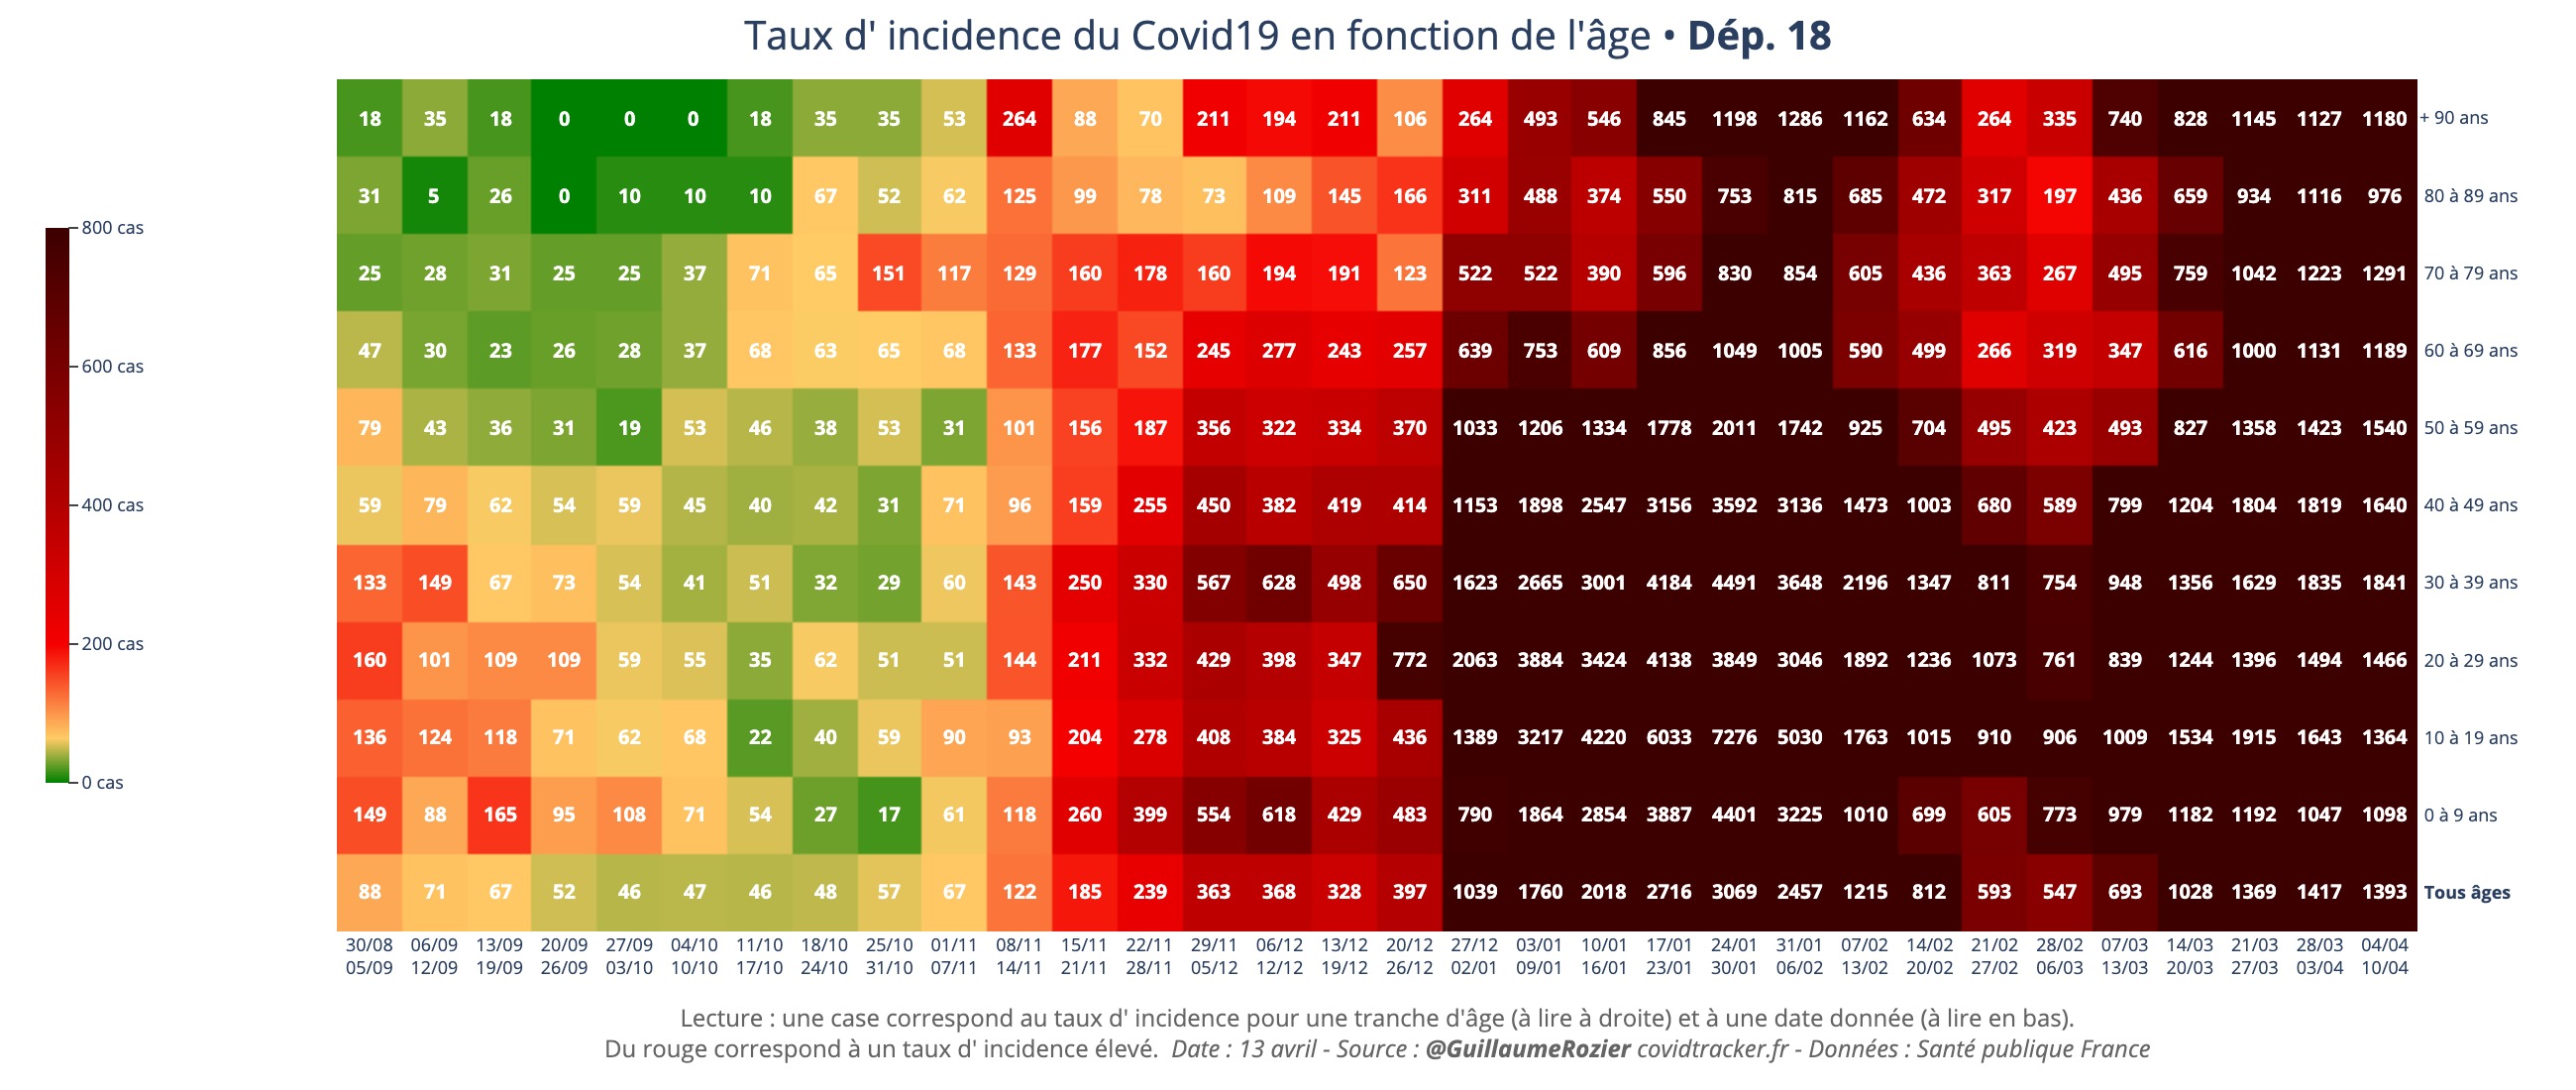 Taux d' incidence du Covid19 en fonction de l'âge • Dép. 18
18 35 18 0 0 0 18 35 35 53 264 88 70 211 194 211 106 264 493 546 845 1198 1286 1162 634 264 335 740 828 1145 1127 1180 + 90 ans
31 5 26 0 10 10 10 67 52 62 125 99 78 73 109 145 166 311 488 374 550 753 815 685 472 317 197 436 659 934 1116 976 80 à 89 ans
800 cas
25 28 31 25 25 37 71 65 151 117 129 160 178 160 194 191 123 522 522 390 596 830 854 605 436 363 267 495 759 1042 1223 1291 70 à 79 ans
47 30 23 26 28 37 68 63 65 68 133 177 152 245 277 243 257 639 753 609 856 1049 1005 590 499 266 319 347 616 1000 1131 1189 60 à 69 ans
600 cas
79 43 36 31 19 53 46 38 53 31 101 156 187 356 322 334 370 1033 1206 1334 1778 2011 1742 925 704 495 423 493 827 1358 1423 1540 50 à 59 ans
59 79 62 54 59 45 40 42 31 71 96 159 255 450 382 419 414 1153 1898 2547 3156 3592 3136 1473 1003 680 589 799 1204 1804 1819 1640 40 à 49 ans
400 cas
133 149 67 73 54 41 51 32 29 60 143 250 330 567 628 498 650 1623 2665 3001 4184 4491 3648 2196 1347 811 754 948 1356 1629 1835 1841 30 à 39 ans
200 cas
160 101 109 109 59 55 35 62 51 51 144 211 332 429 398 347 772 2063 3884 3424 4138 3849 3046 1892 1236 1073 761 839 1244 1396 1494 1466 20 à 29 ans
136 124 118 71 62 68 22 40 59 90 93 204 278 408 384 325 436 1389 3217 4220 6033 7276 5030 1763 1015 910 906 1009 1534 1915 1643 1364 10 à 19 ans
0 cas
149 88 165 95 108 71 54 27 17 61 118 260 399 554 618 429 483 790 1864 2854 3887 4401 3225 1010 699 605 773 979 1182 1192 1047 1098 0 à 9 ans
88 71 67 52 46 47 46 48 57 67 122 185 239 363 368 328 397 1039 1760 2018 2716 3069 2457 1215 812 593 547 693 1028 1369 1417 1393 Tous âges
30/08 06/09 13/09 20/09 27/09 04/10 11/10 18/10 25/10 01/11 08/11 15/11 22/11 29/11 06/12 13/12 20/12 27/12 03/01 10/01 17/01 24/01 31/01 07/02 14/02 21/02 28/02 07/03 14/03 21/03 28/03 04/04
05/09 12/09 19/09 26/09 03/10 10/10 17/10 24/10 31/10 07/11 14/11 21/11 28/11 05/12 12/12 19/12 26/12 02/01 09/01 16/01 23/01 30/01 06/02 13/02 20/02 27/02 06/03 13/03 20/03 27/03 03/04 10/04
Lecture : une case correspond au taux d' incidence pour une tranche d'âge (à lire à droite) et à une date donnée (à lire en bas).
Du rouge correspond à un taux d' incidence élevé. Date : 13 avril - Source : @GuillaumeRozier covidtracker.fr - Données : Santé publique France